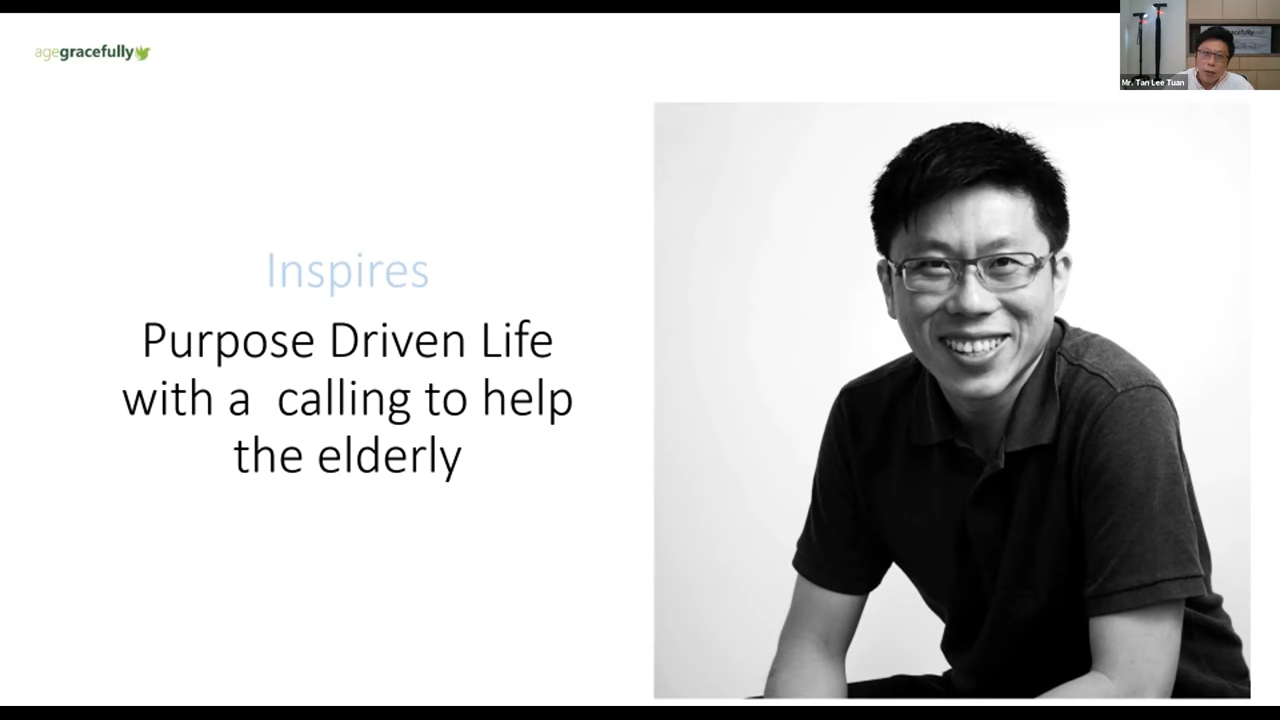 agegracefully
Mr. Tan Lee Tuan
Inspires
Purpose Driven Life
with a  calling to help
the elderly